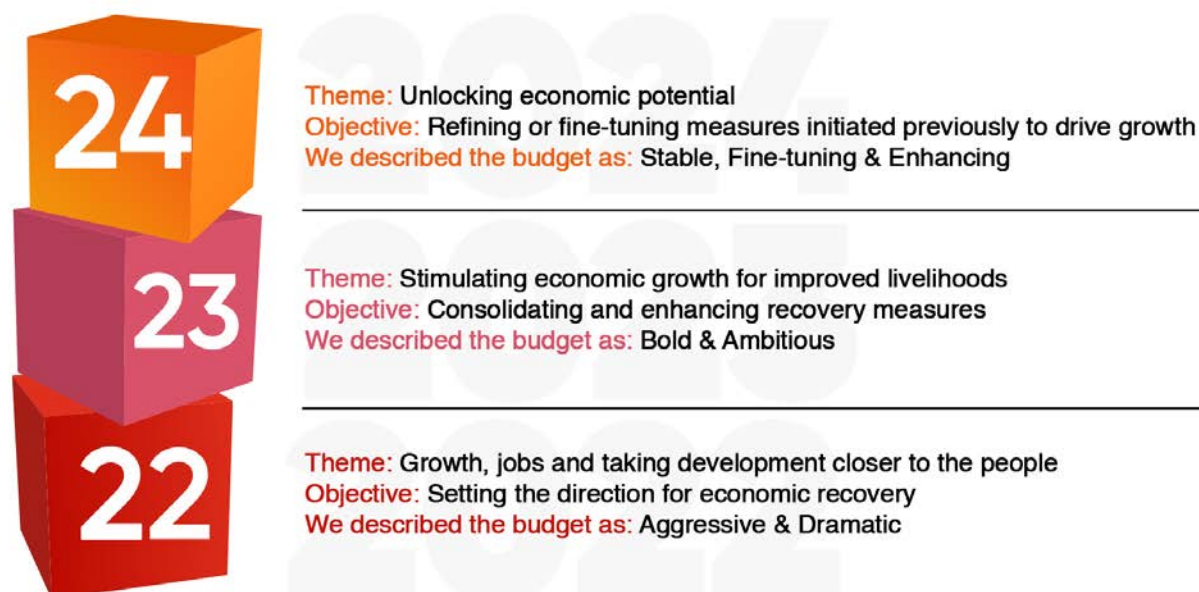 2024
24
Theme: Unlocking economic potential
Objective: Refining or fine-tuning measures initiated previously to drive growth
We described the budget as: Stable, Fine-tuning & Enhancing
2023
23
Theme: Stimulating economic growth for improved livelihoods
Objective: Consolidating and enhancing recovery measures
We described the budget as: Bold & Ambitious
2022
22
Theme: Growth, jobs and taking development closer to the people
Objective: Setting the direction for economic recovery
We described the budget as: Aggressive & Dramatic